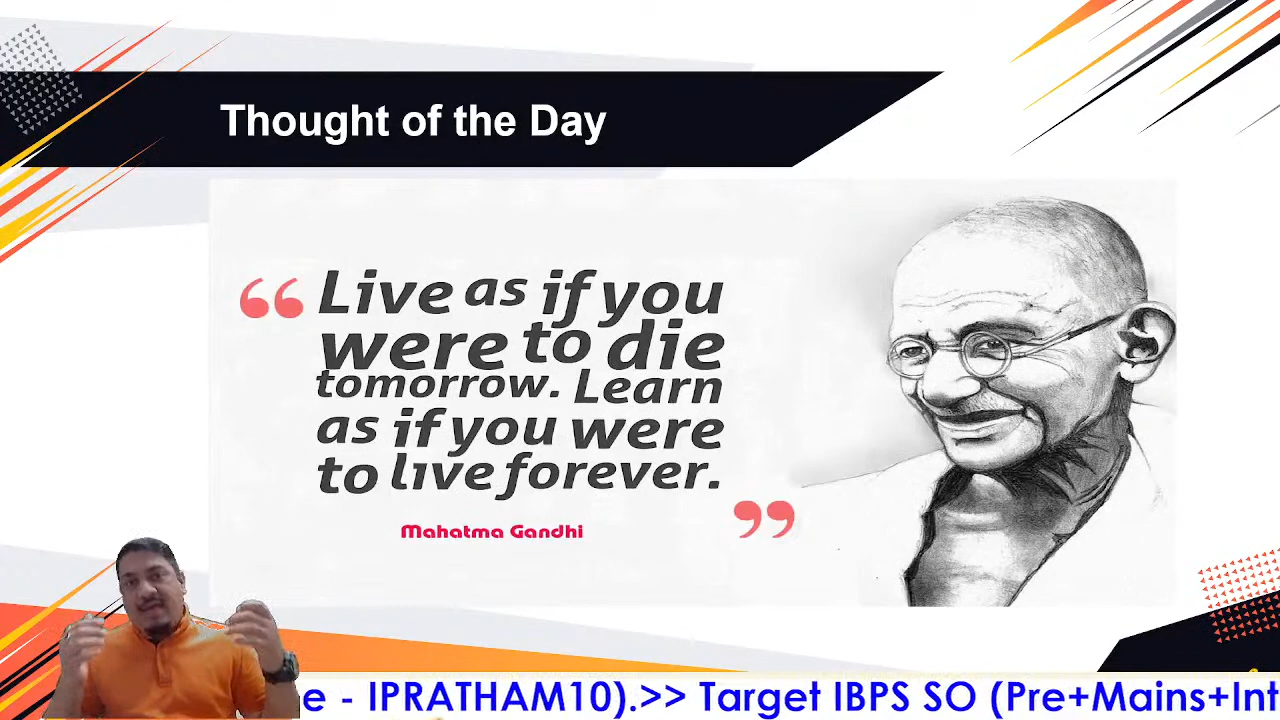 Thought of the Day
“ Live as if you
were to die
tomorrow. Learn
as if you were
to live forever.
”
Mahatma Gandhi
e - IPRATHAM10).>> Target IBPS SO (Pre+Mains+Int